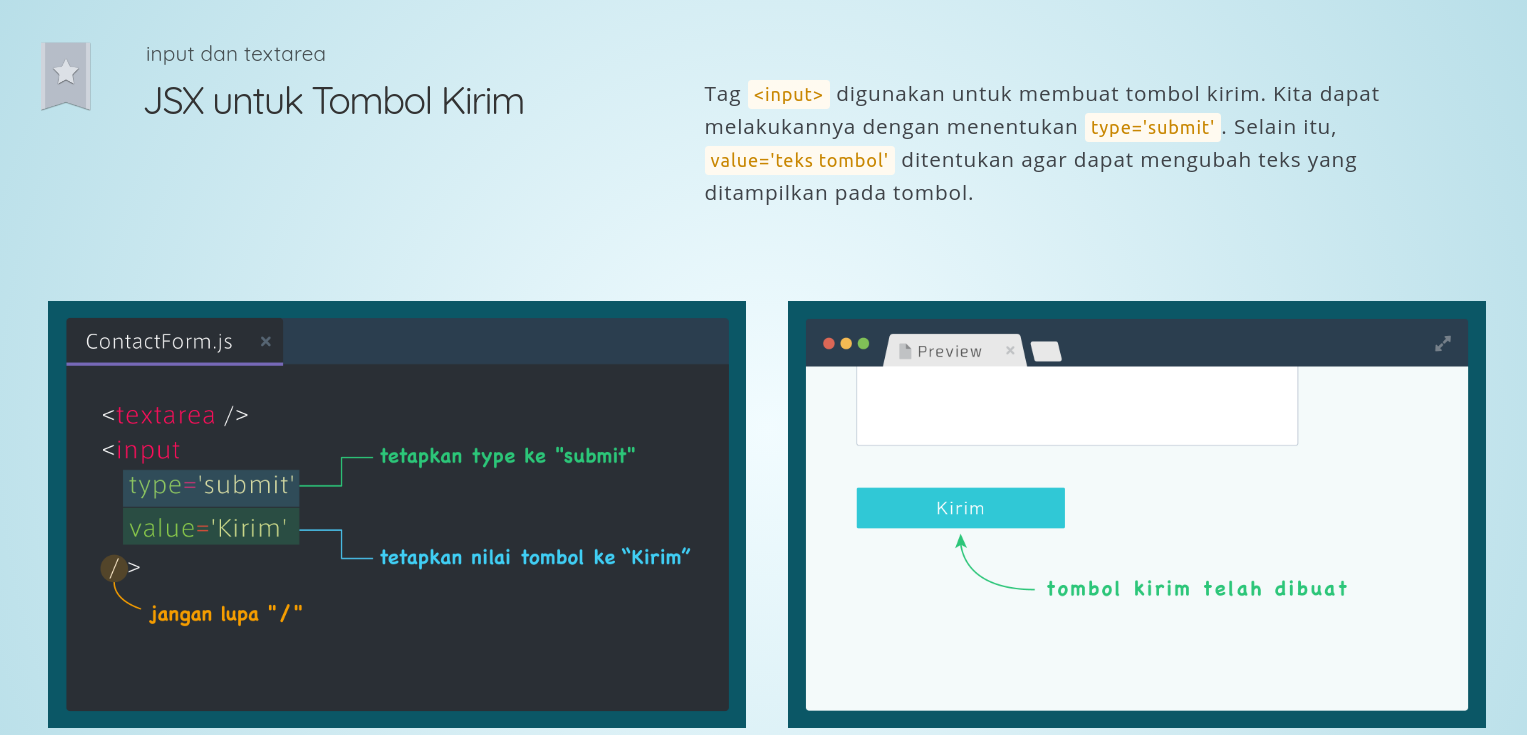 input dan textarea
JSX untuk Tombol Kirim
Tag <input> digunakan untuk membuat tombol kirim. Kita dapat
melakukannya dengan menentukan type='submit'. Selain itu,
value='teks tombol' ditentukan agar dapat mengubah teks yang
ditampilkan pada tombol.
ContactForm.js ×
<textarea />
<input
type='submit'
tetapkan type ke "submit"
value='Kirim'
tetapkan nilai tombol ke “Kirim”
/>
jangan lupa "/"
Preview ×
Kirim
tombol kirim telah dibuat